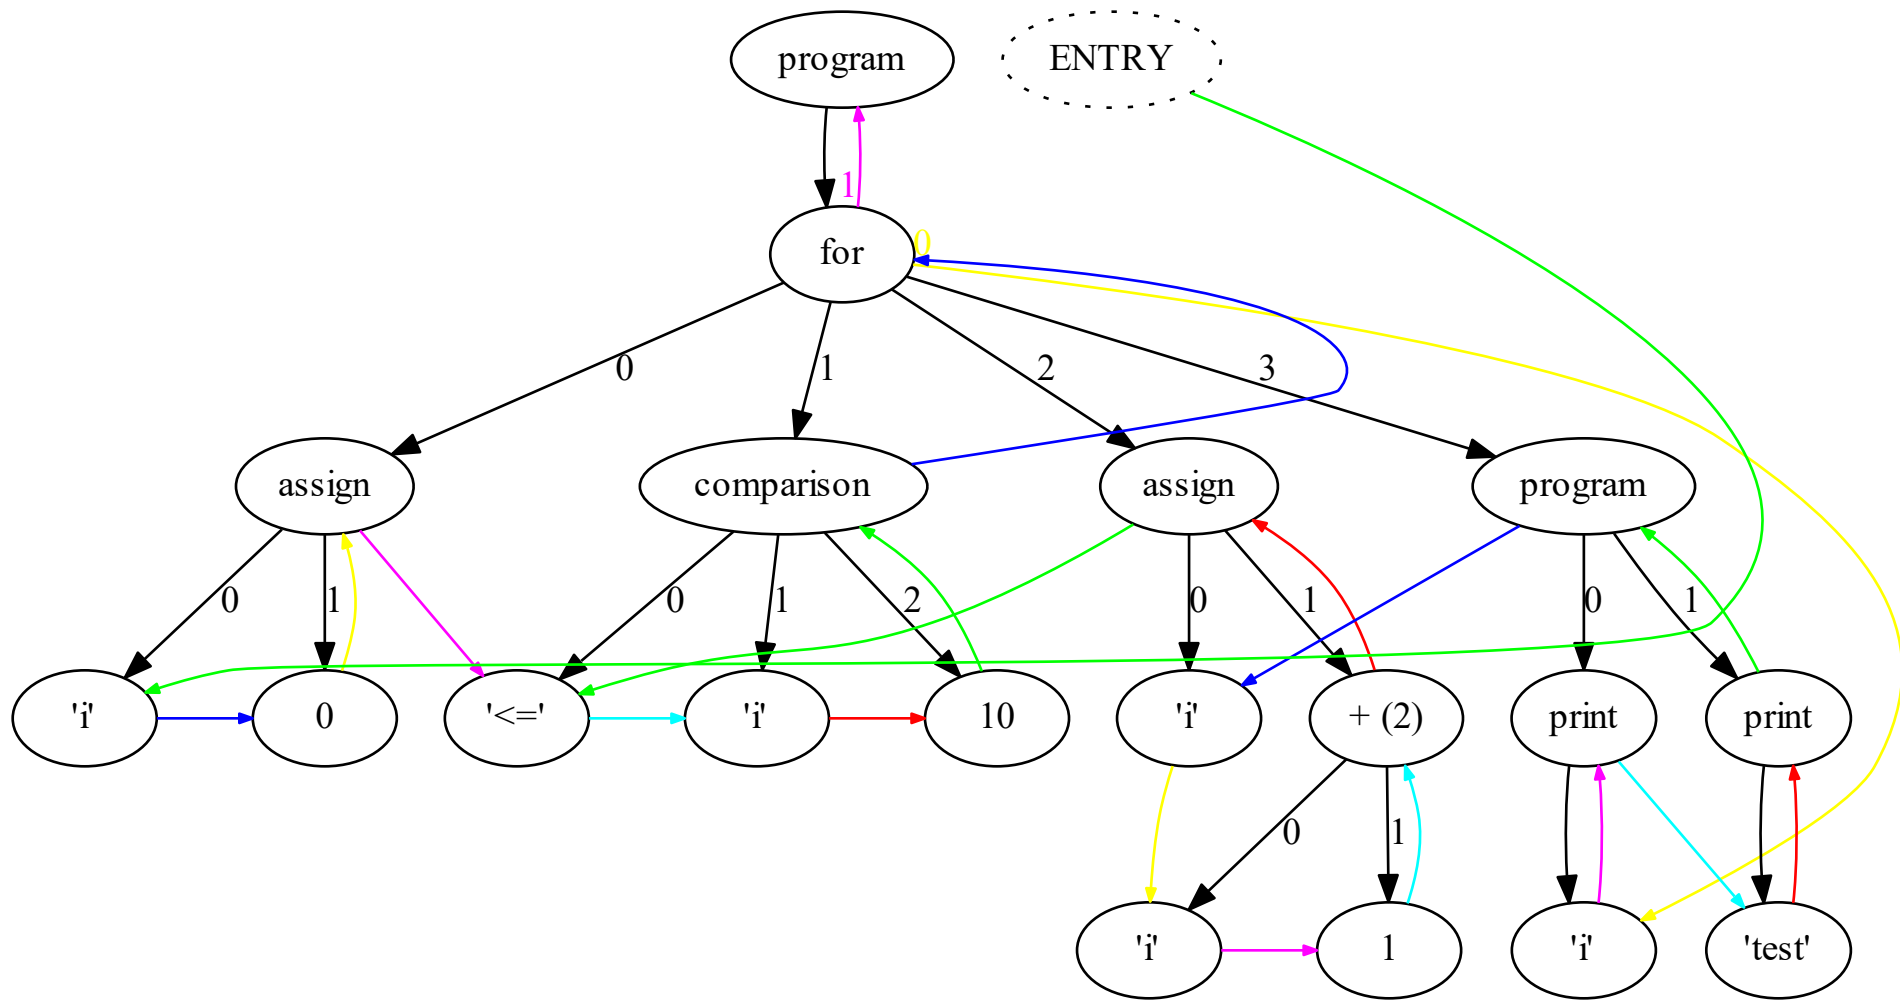 program
ENTRY
1
for
0
0
1
2
3
assign
comparison
assign
program
0
1
0
1
2
0
1
0
1
'i'
0
'<='
'i'
10
'i'
+ (2)
print
print
0
1
'i'
1
'i'
'test'